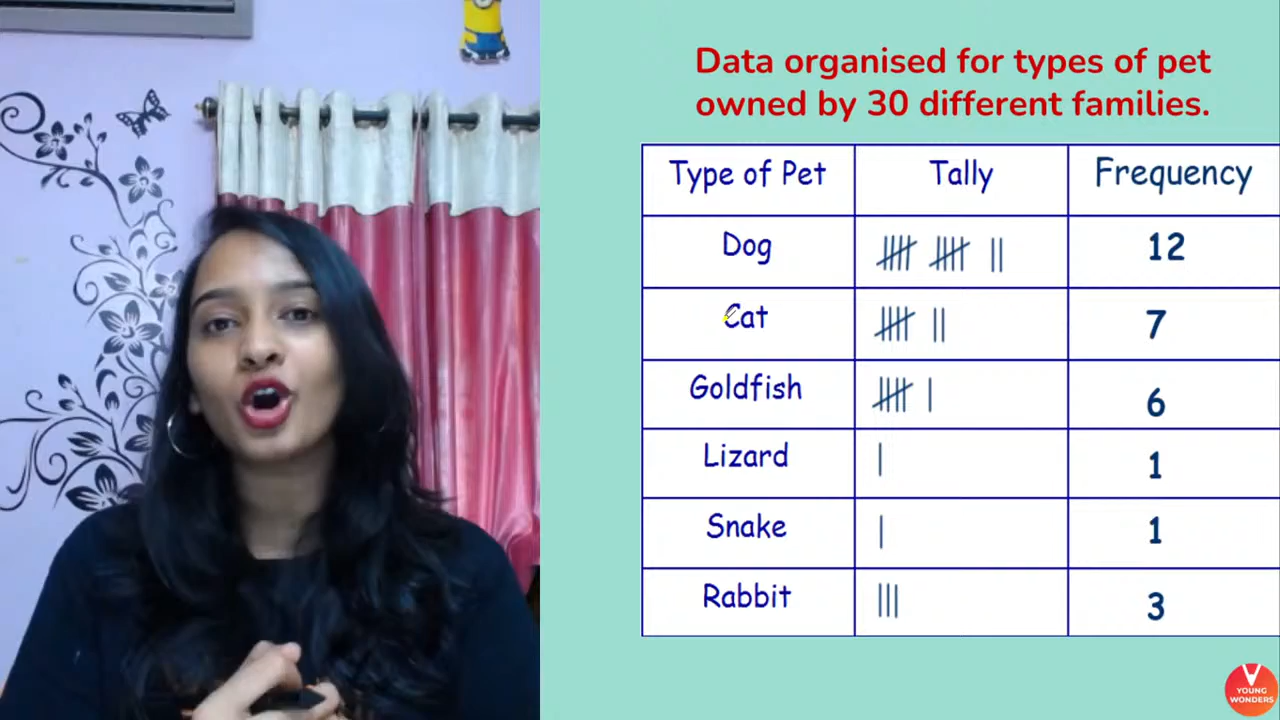 Data organised for types of pet
owned by 30 different families.
Type of Pet Tally Frequency
Dog 12
Cat 7
Goldfish 6
Lizard 1
Snake 1
Rabbit 3
YOUNG
WONDERS